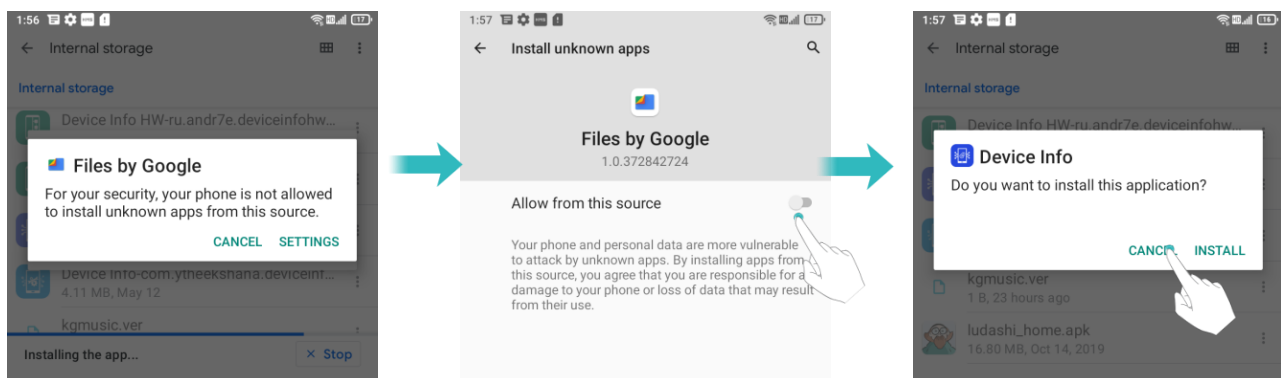 1:56
17
Internal storage
Internal storage
Device Info HW-ru.andr7e.deviceinfohw...
Files by Google
For your security, your phone is not allowed
to install unknown apps from this source.
CANCEL SETTINGS
Device Info-com.ytheekshana.deviceinf...
4.11 MB, May 12
kgmusic.ver
Installing the app...
× Stop
1:57
17
Install unknown apps
Files by Google
1.0.372842724
Allow from this source
Your phone and personal data are more vulnerable
to attack by unknown apps. By installing apps from
this source, you agree that you are responsible for a
damage to your phone or loss of data that may result
from their use.
1:57
16
Internal storage
Internal storage
Device Info HW-ru.andr7e.deviceinfohw...
Device Info
Do you want to install this application?
CANCEL INSTALL
kgmusic.ver
1 B, 23 hours ago
ludashi_home.apk
16.80 MB, Oct 14, 2019